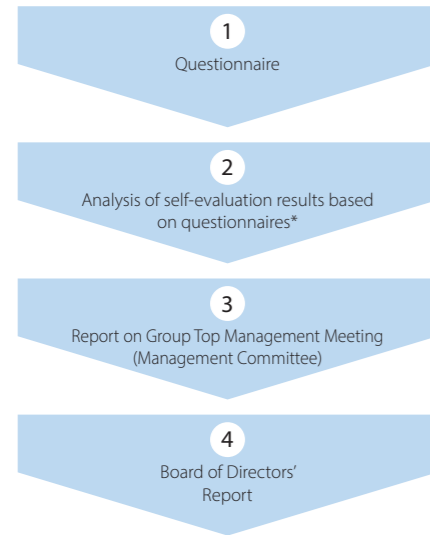 1
Questionnaire
2
Analysis of self-evaluation results based
on questionnaires*
3
Report on Group Top Management Meeting
(Management Committee)
4
Board of Directors’
Report